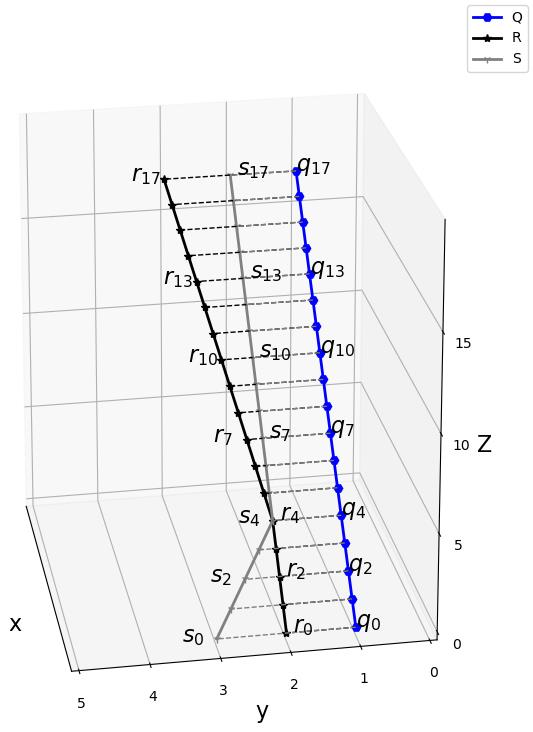 Q
R
S
r₁₇ s₁₇ q₁₇
r₁₃ s₁₃ q₁₃
r₁₀ s₁₀ q₁₀
r₇ s₇ q₇
s₄ r₄ q₄
s₂ r₂ q₂
s₀ r₀ q₀
15
10
5
0
Z
x
5 4 3 2 1 0
y